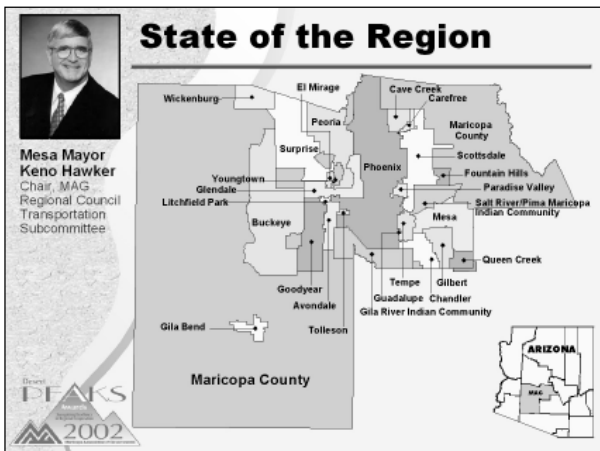 State of the Region
Mesa Mayor
Keno Hawker
Chair, MAG
Regional Council
Transportation
Subcommittee
Wickenburg
El Mirage
Peoria
Surprise
Cave Creek
Carefree
Maricopa
County
Scottsdale
Phoenix
Youngtown
Glendale
Litchfield Park
Fountain Hills
Paradise Valley
Salt River/Pima Maricopa
Indian Community
Buckeye
Mesa
Goodyear
Avondale
Tolleson
Tempe
Guadalupe
Gila River Indian Community
Gilbert
Chandler
Queen Creek
Gila Bend
Maricopa County
ARIZONA
MAG
Desert
PEAKS
Awards
2002